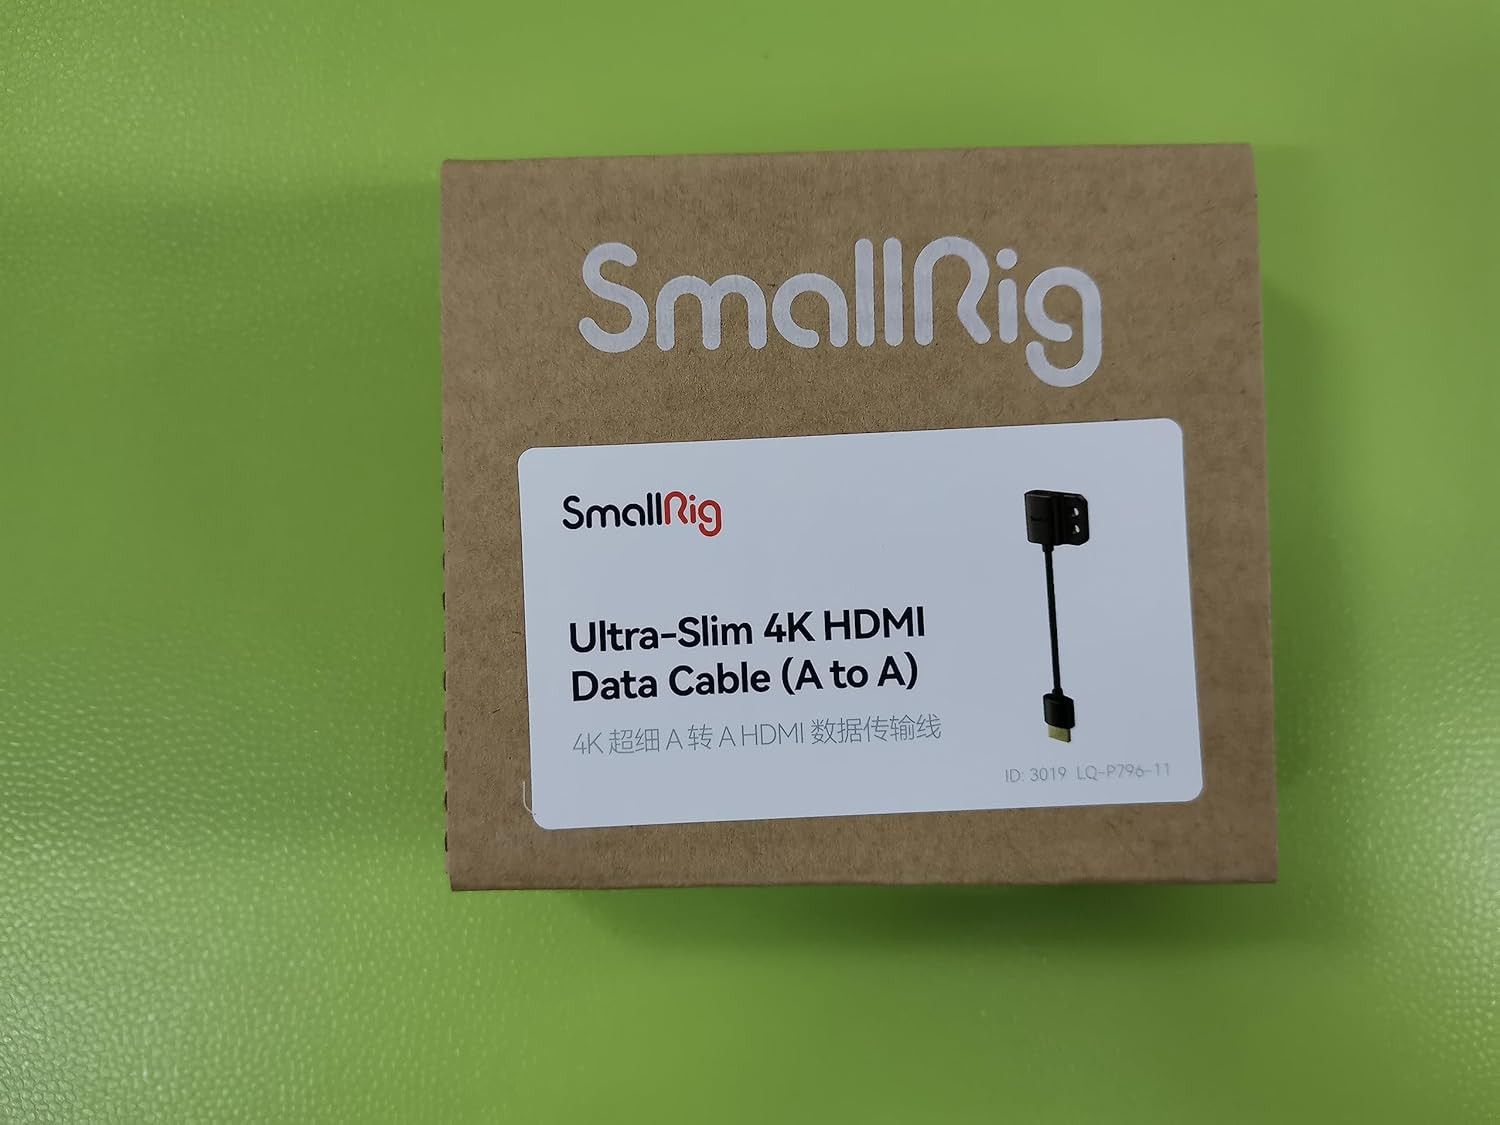 SmallRig
SmallRig
Ultra-Slim 4K HDMI
Data Cable (A to A)
4K 超细 A 转 A HDMI 数据传输线
ID: 3019 LQ-P796-11